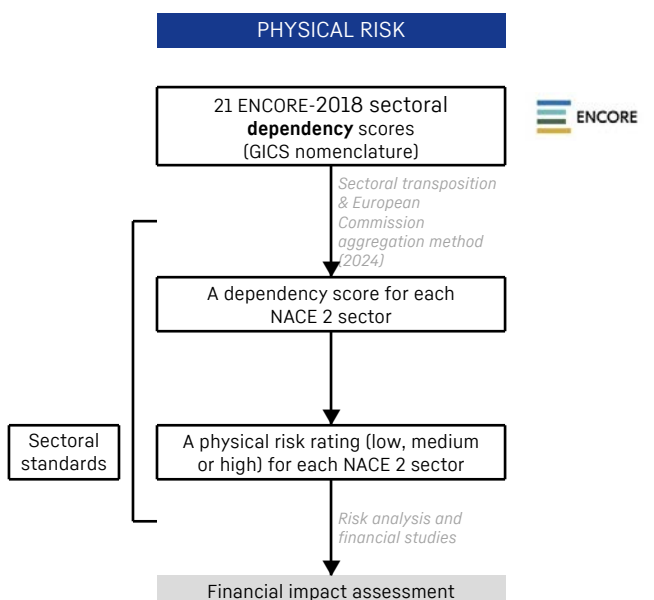 PHYSICAL RISK
21 ENCORE-2018 sectoral
dependency scores
(GICS nomenclature)
ENCORE
Sectoral transposition
& European
Commission
aggregation method
(2024)
A dependency score for each
NACE 2 sector
Sectoral
standards
A physical risk rating (low, medium
or high) for each NACE 2 sector
Risk analysis and
financial studies
Financial impact assessment